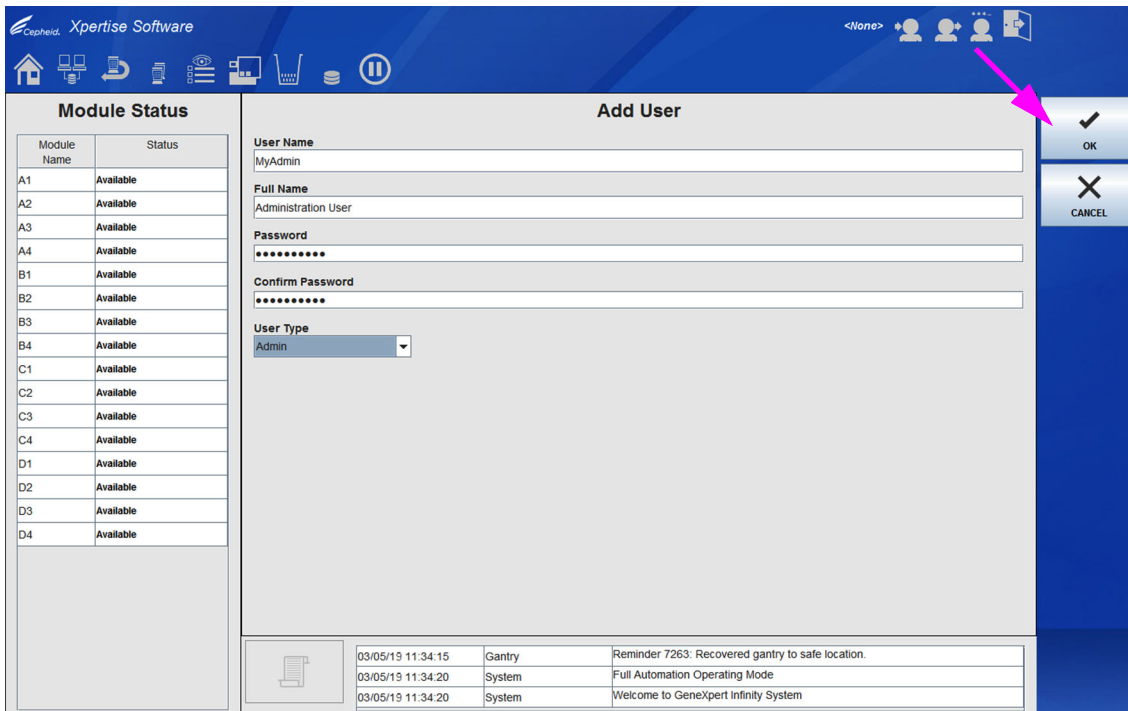 Cepheid. Xpertise Software
<None>
Module Status
Module Name Status
A1 Available
A2 Available
A3 Available
A4 Available
B1 Available
B2 Available
B3 Available
B4 Available
C1 Available
C2 Available
C3 Available
C4 Available
D1 Available
D2 Available
D3 Available
D4 Available
Add User
User Name
MyAdmin
Full Name
Administration User
Password
••••••••••
Confirm Password
••••••••••
User Type
Admin
03/05/19 11:34:15 Gantry Reminder 7263: Recovered gantry to safe location.
03/05/19 11:34:20 System Full Automation Operating Mode
03/05/19 11:34:20 System Welcome to GeneXpert Infinity System
OK
CANCEL